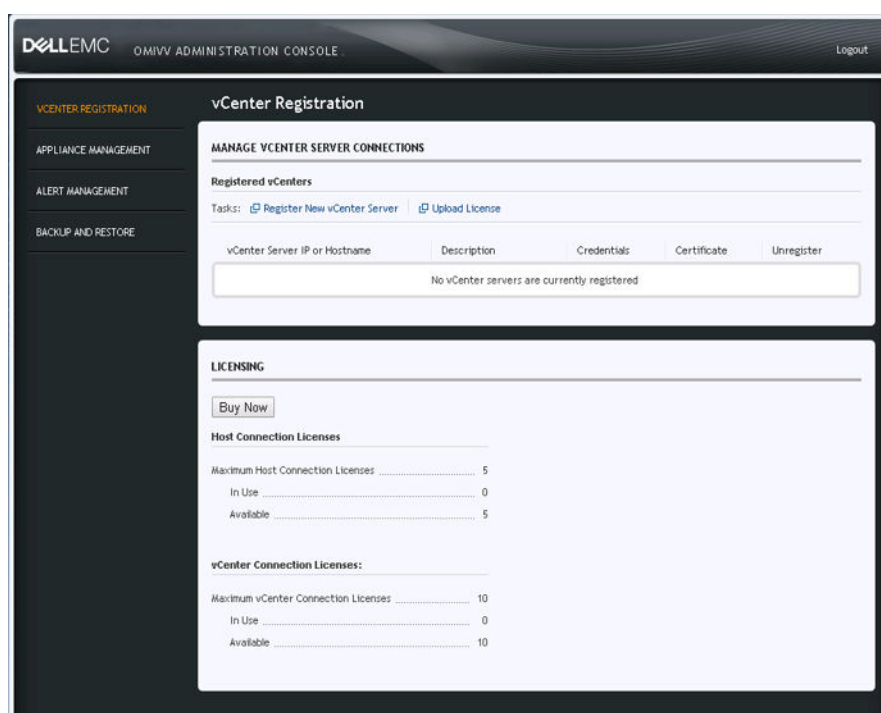 DELLEMC OMIVV ADMINISTRATION CONSOLE
Logout
VCENTER REGISTRATION
APPLIANCE MANAGEMENT
ALERT MANAGEMENT
BACKUP AND RESTORE
vCenter Registration
MANAGE VCENTER SERVER CONNECTIONS
Registered vCenters
Tasks: Register New vCenter Server Upload License
vCenter Server IP or Hostname Description Credentials Certificate Unregister
No vCenter servers are currently registered
LICENSING
Buy Now
Host Connection Licenses
Maximum Host Connection Licenses 5
In Use 0
Available 5
vCenter Connection Licenses:
Maximum vCenter Connection Licenses 10
In Use 0
Available 10